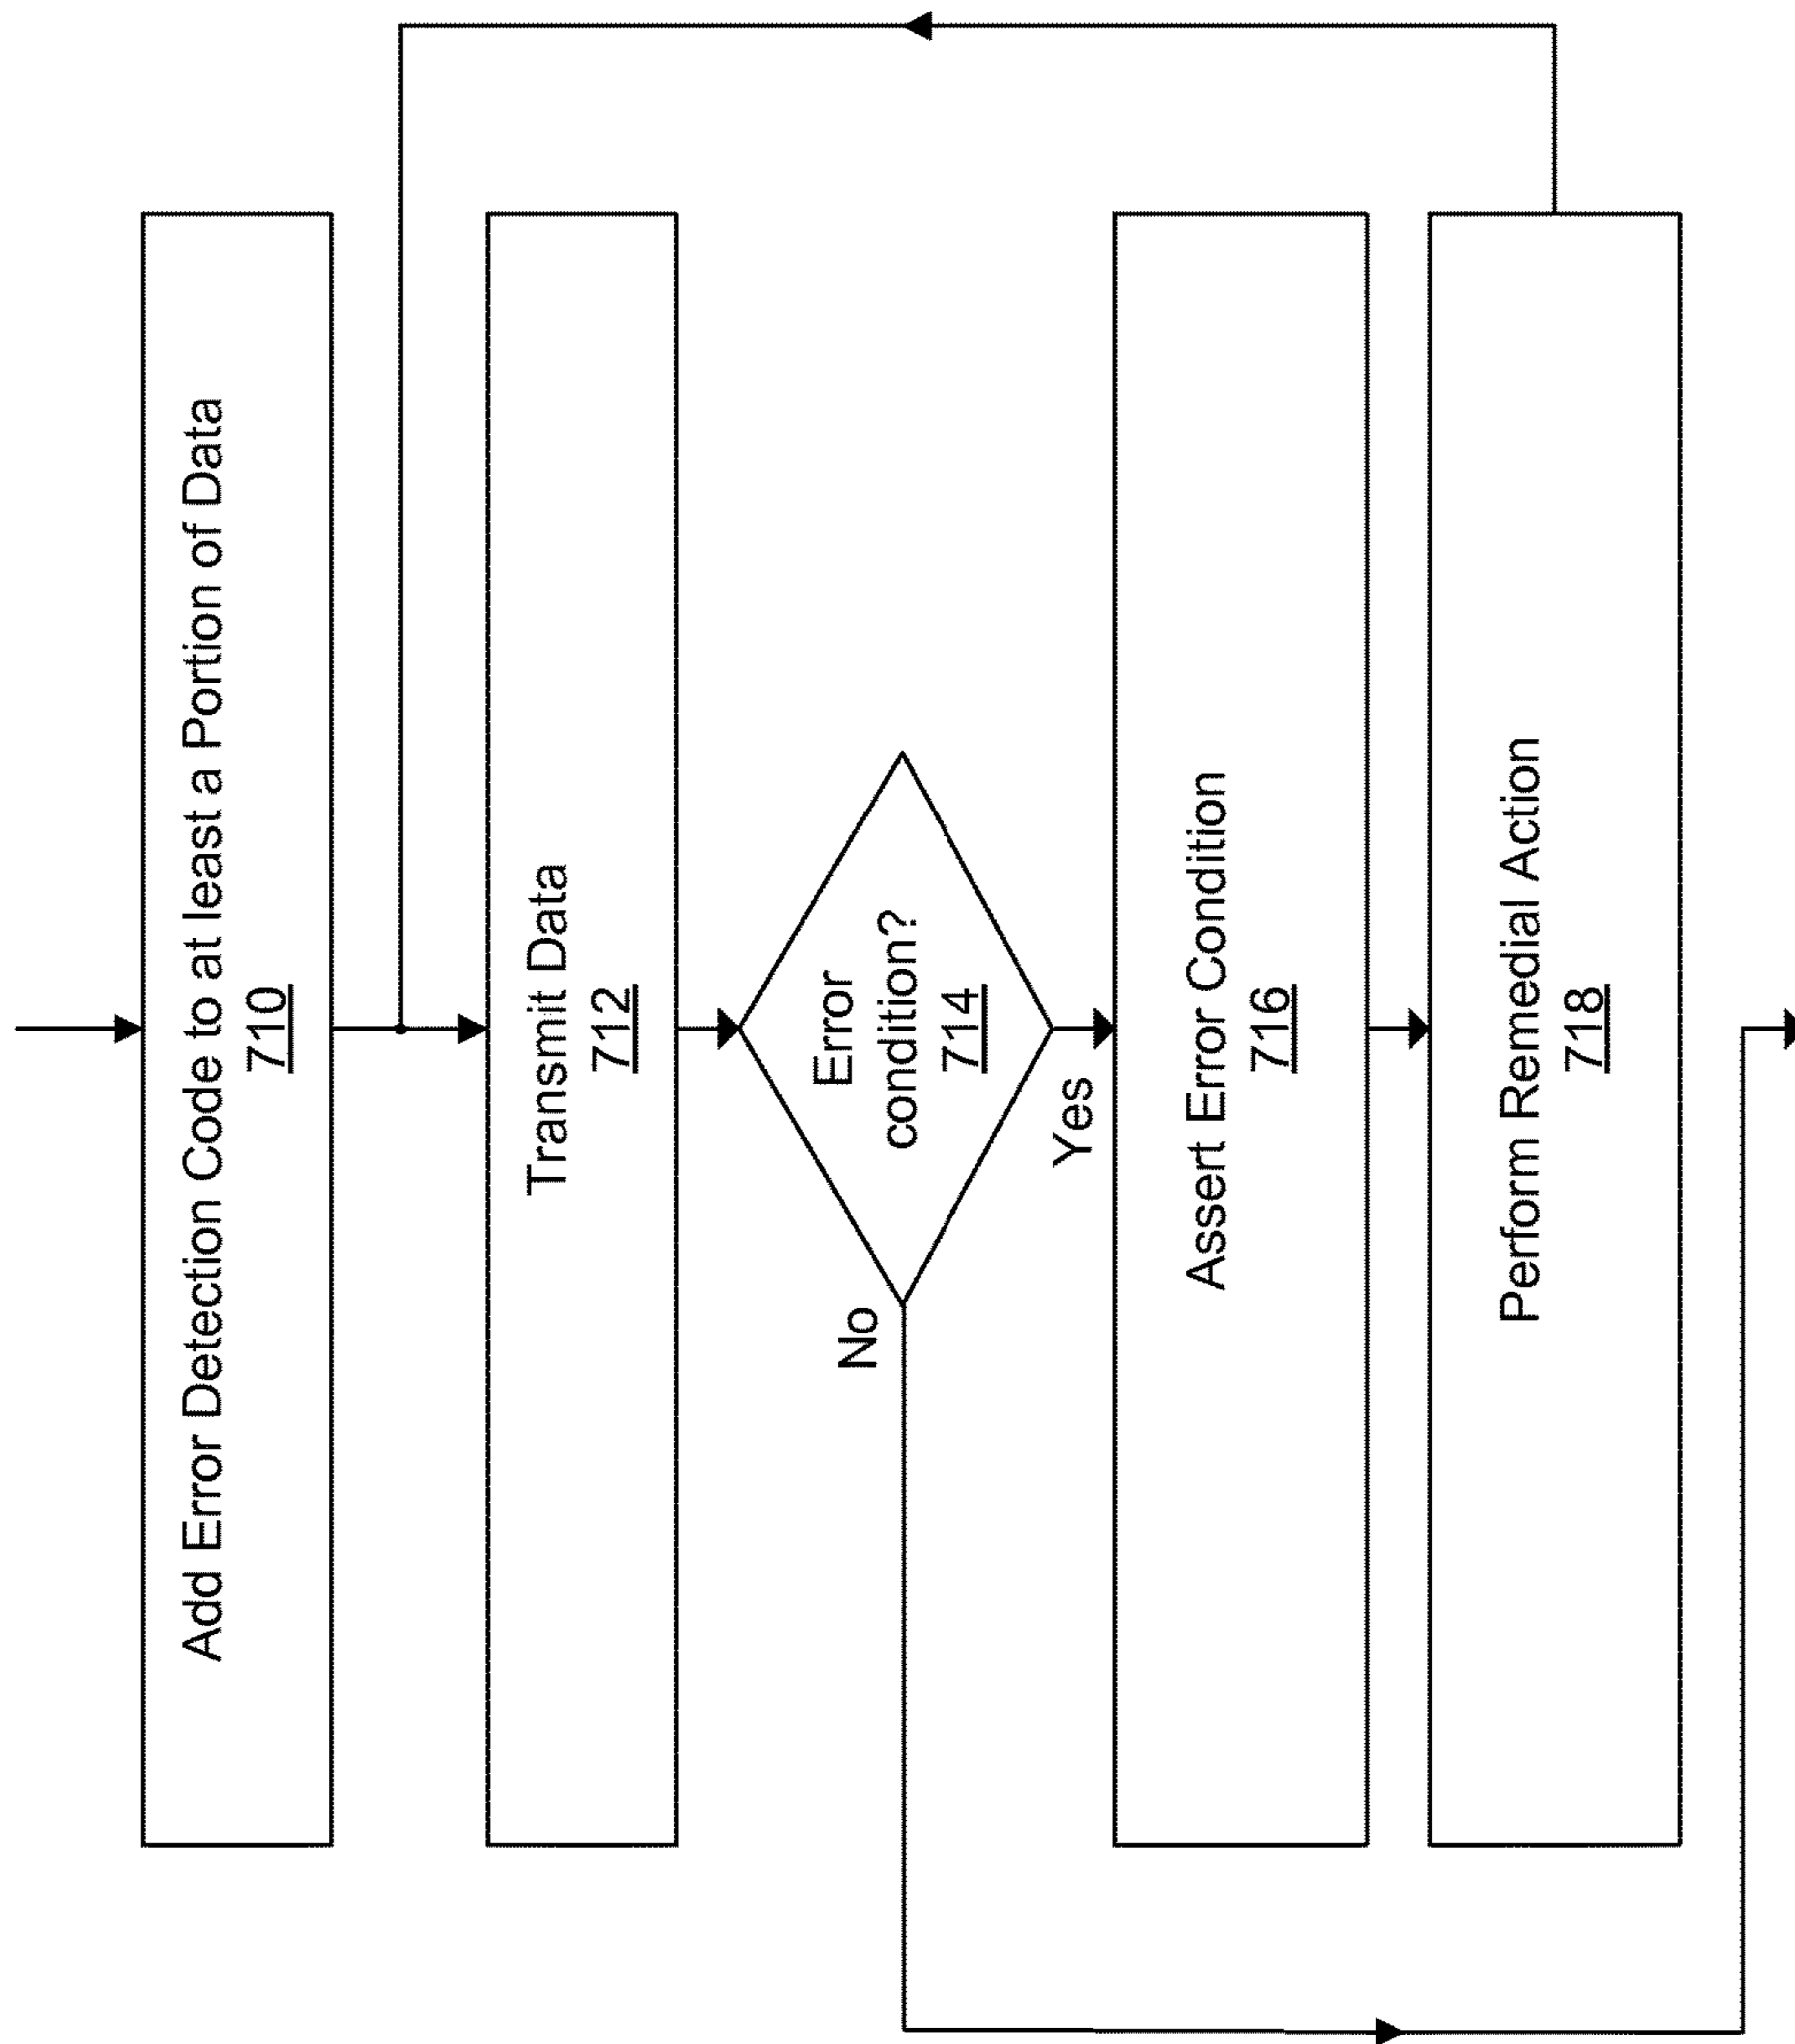 Add Error Detection Code to at least a Portion of Data
710
Transmit Data
712
Error
condition?
714
No
Yes
Assert Error Condition
716
Perform Remedial Action
718